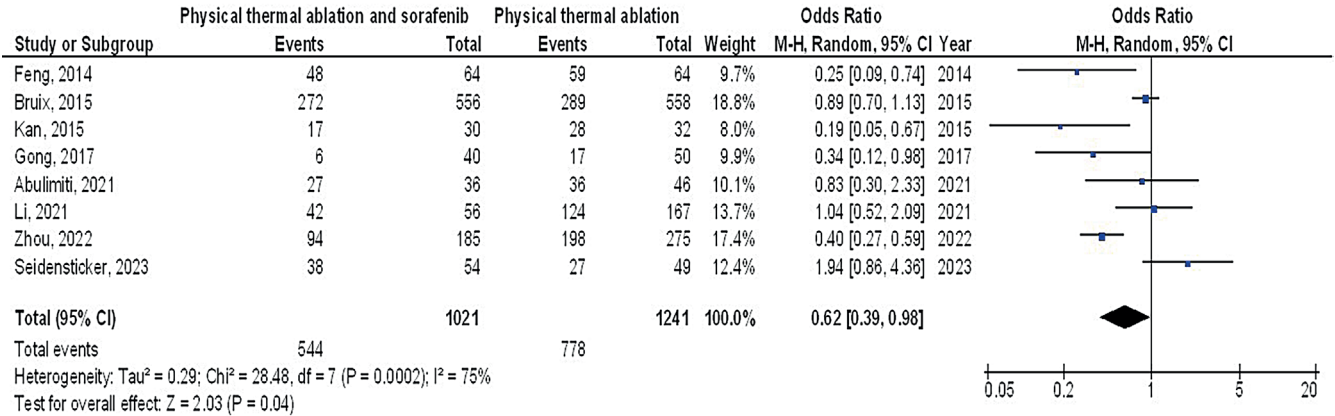 Physical thermal ablation and sorafenib Physical thermal ablation Odds Ratio Odds Ratio
Study or Subgroup Events Total Events Total Weight M-H, Random, 95% CI Year M-H, Random, 95% CI
Feng, 2014 48 64 59 64 9.7% 0.25 [0.09, 0.74] 2014
Bruix, 2015 272 556 289 558 18.8% 0.89 [0.70, 1.13] 2015
Kan, 2015 17 30 28 32 8.0% 0.19 [0.05, 0.67] 2015
Gong, 2017 6 40 17 50 9.9% 0.34 [0.12, 0.98] 2017
Abulimiti, 2021 27 36 36 46 10.1% 0.83 [0.30, 2.33] 2021
Li, 2021 42 56 124 167 13.7% 1.04 [0.52, 2.09] 2021
Zhou, 2022 94 185 198 275 17.4% 0.40 [0.27, 0.59] 2022
Seidensticker, 2023 38 54 27 49 12.4% 1.94 [0.86, 4.36] 2023
Total (95% CI) 1021 1241 100.0% 0.62 [0.39, 0.98]
Total events 544 778
Heterogeneity: Tau² = 0.29; Chi² = 28.48, df = 7 (P = 0.0002); I² = 75%
Test for overall effect: Z = 2.03 (P = 0.04)
0.05 0.2 1 5 20